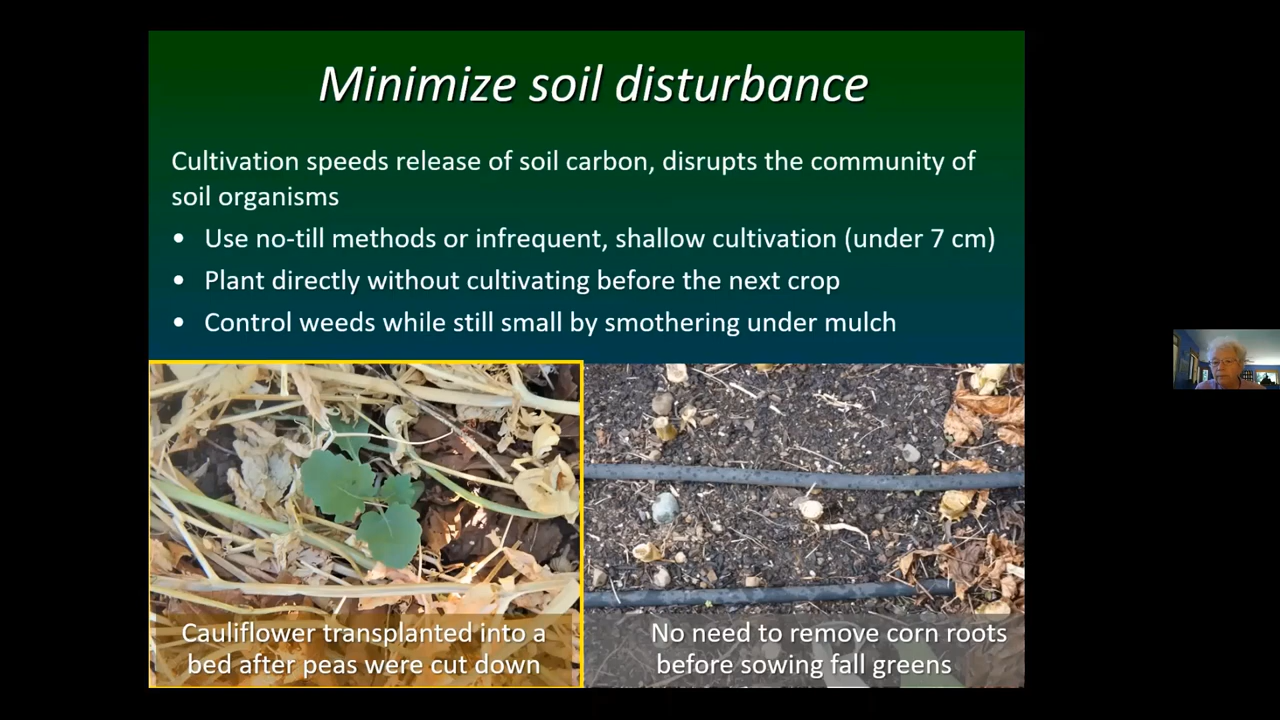 Minimize soil disturbance
Cultivation speeds release of soil carbon, disrupts the community of
soil organisms
• Use no-till methods or infrequent, shallow cultivation (under 7 cm)
• Plant directly without cultivating before the next crop
• Control weeds while still small by smothering under mulch
Cauliflower transplanted into a
bed after peas were cut down
No need to remove corn roots
before sowing fall greens